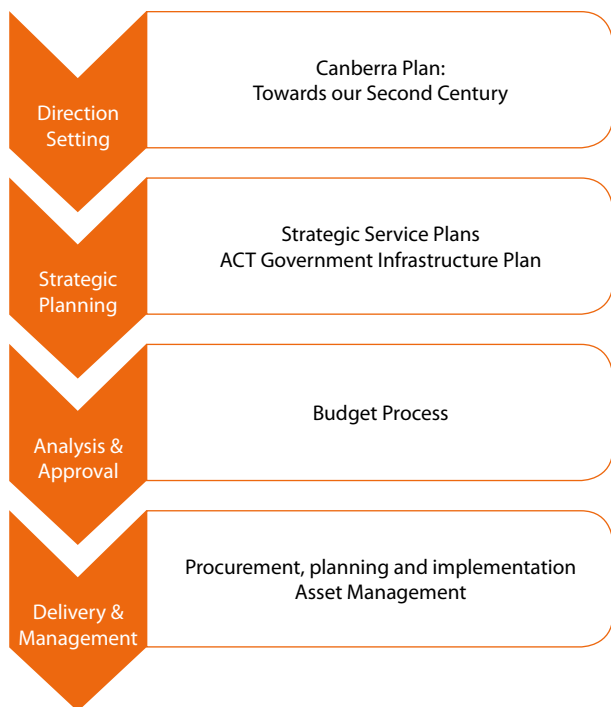 Direction
Setting
Canberra Plan:
Towards our Second Century
Strategic
Planning
Strategic Service Plans
ACT Government Infrastructure Plan
Analysis &
Approval
Budget Process
Delivery &
Management
Procurement, planning and implementation
Asset Management